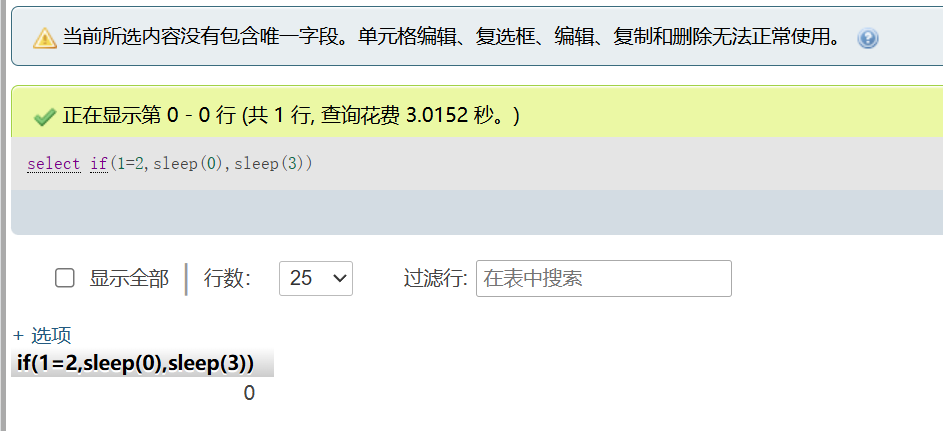 当前所选内容没有包含唯一字段。单元格编辑、复选框、编辑、复制和删除无法正常使用。
正在显示第 0 - 0 行 (共 1 行, 查询花费 3.0152 秒。)
select if(1=2,sleep(0),sleep(3))
显示全部 行数: 25 过滤行: 在表中搜索
+ 选项
if(1=2,sleep(0),sleep(3))
0